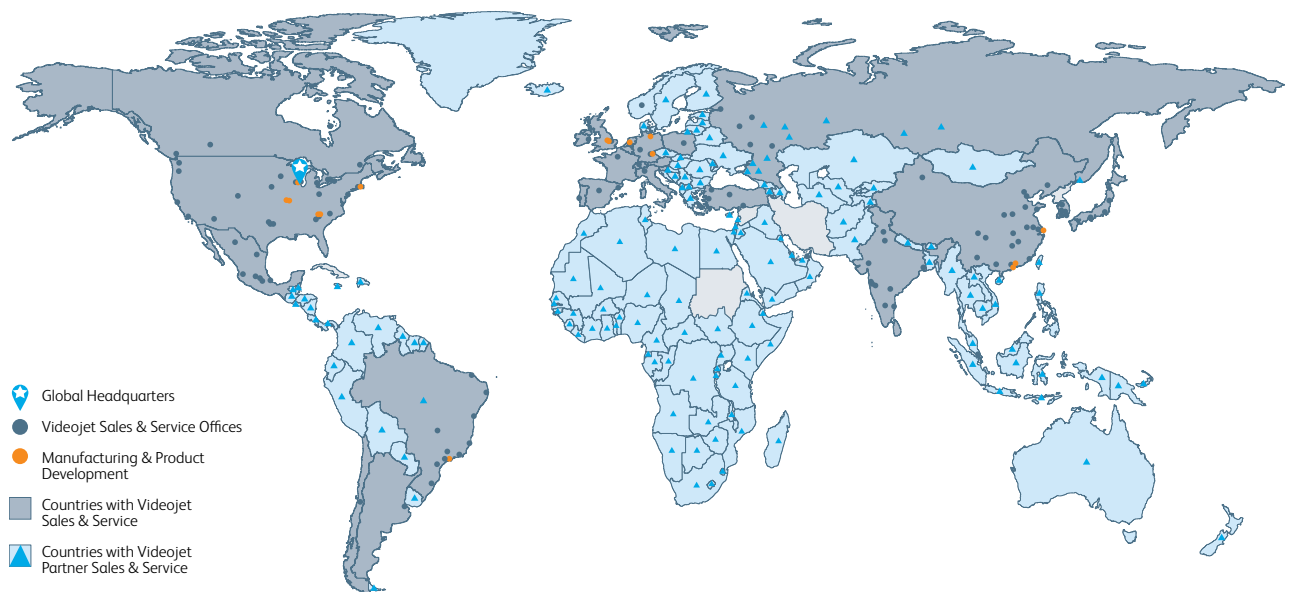 Global Headquarters
Videojet Sales & Service Offices
Manufacturing & Product
Development
Countries with Videojet
Sales & Service
Countries with Videojet
Partner Sales & Service